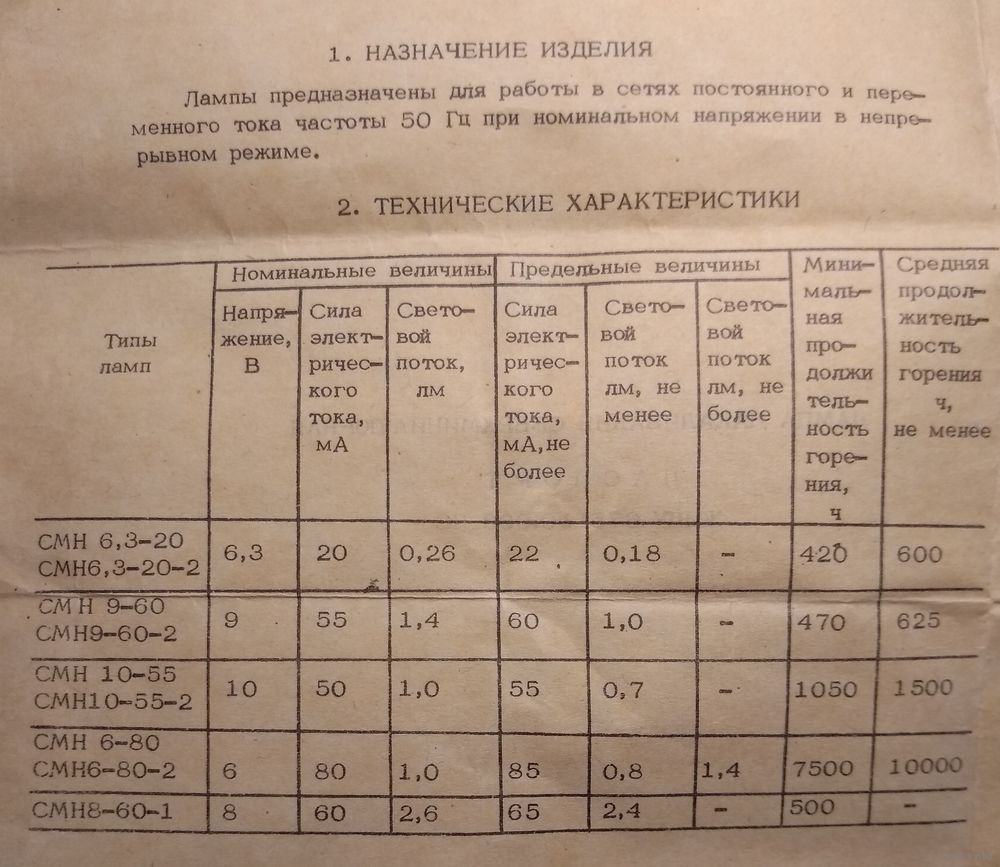 1. НАЗНАЧЕНИЕ ИЗДЕЛИЯ
Лампы предназначены для работы в сетях постоянного и пере-
менного тока частоты 50 Гц при номинальном напряжении в непре-
рывном режиме.
2. ТЕХНИЧЕСКИЕ ХАРАКТЕРИСТИКИ
Типы
ламп
Номинальные величины
Напря-
жение,
В
Сила
элект-
ричес-
кого
тока,
мА
Свето-
вой
поток,
лм
Предельные величины
Сила
элект-
ричес-
кого
тока,
мА,не
более
Свето-
вой
поток
лм, не
менее
Свето-
вой
поток
лм, не
более
Мини-
маль-
ная
про-
должи
тель-
ность
горе-
ния,
ч
Средняя
продол-
житель-
ность
горения
ч,
не менее
СМН 6,3-20
СМН6,3-20-2
6,3 20 0,26 22 0,18 - 420 600
СМН 9-60
СМН9-60-2
9 55 1,4 60 1,0 - 470 625
СМН 10-55
СМН10-55-2
10 50 1,0 55 0,7 - 1050 1500
СМН 6-80
СМН6-80-2 6 80 1,0 85 0,8 1,4 7500 10000
СМН8-60-1 8 60 2,6 65 2,4 - 500 -